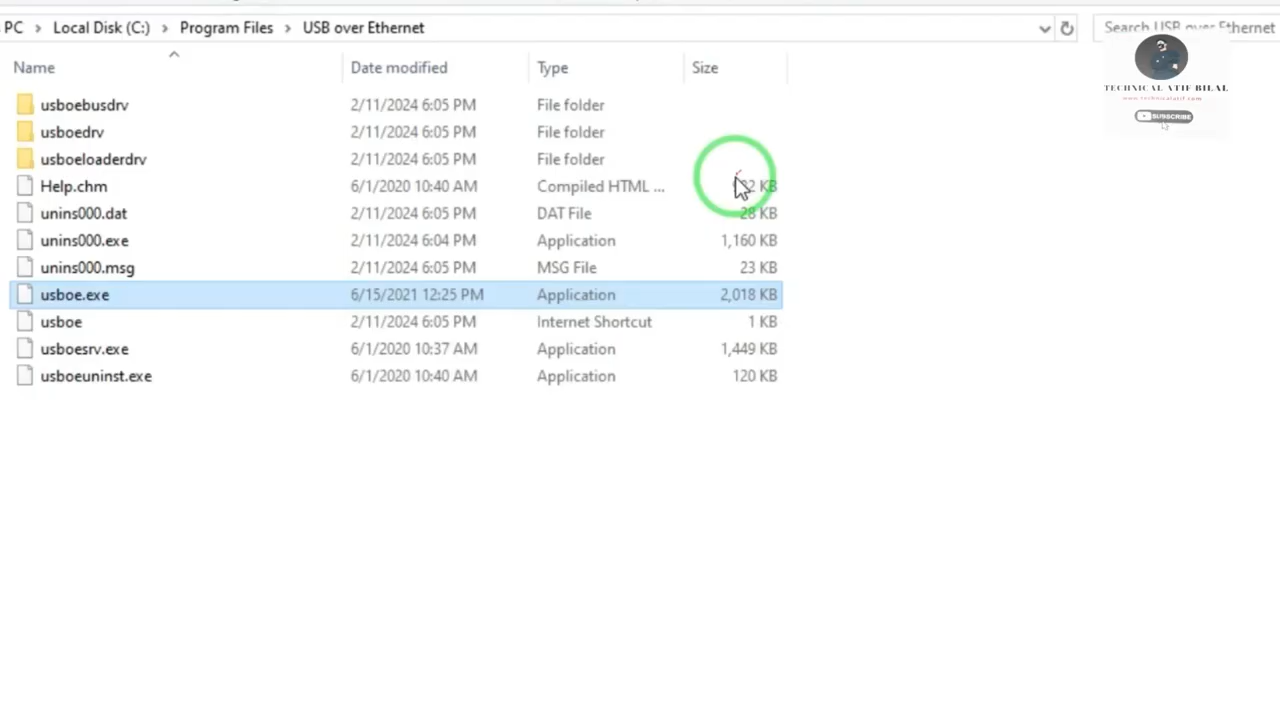 PC > Local Disk (C:) > Program Files > USB over Ethernet
Search USB over Ethernet
TECHNICAL ATIF BILAL
www.technicalatif.com
SUBSCRIBE
Name Date modified Type Size
usboebusdrv 2/11/2024 6:05 PM File folder
usboedrv 2/11/2024 6:05 PM File folder
usboeloaderdrv 2/11/2024 6:05 PM File folder
Help.chm 6/1/2020 10:40 AM Compiled HTML ... KB
unins000.dat 2/11/2024 6:05 PM DAT File 28 KB
unins000.exe 2/11/2024 6:04 PM Application 1,160 KB
unins000.msg 2/11/2024 6:05 PM MSG File 23 KB
usboe.exe 6/15/2021 12:25 PM Application 2,018 KB
usboe 2/11/2024 6:05 PM Internet Shortcut 1 KB
usboesrv.exe 6/1/2020 10:37 AM Application 1,449 KB
usboeuninst.exe 6/1/2020 10:40 AM Application 120 KB